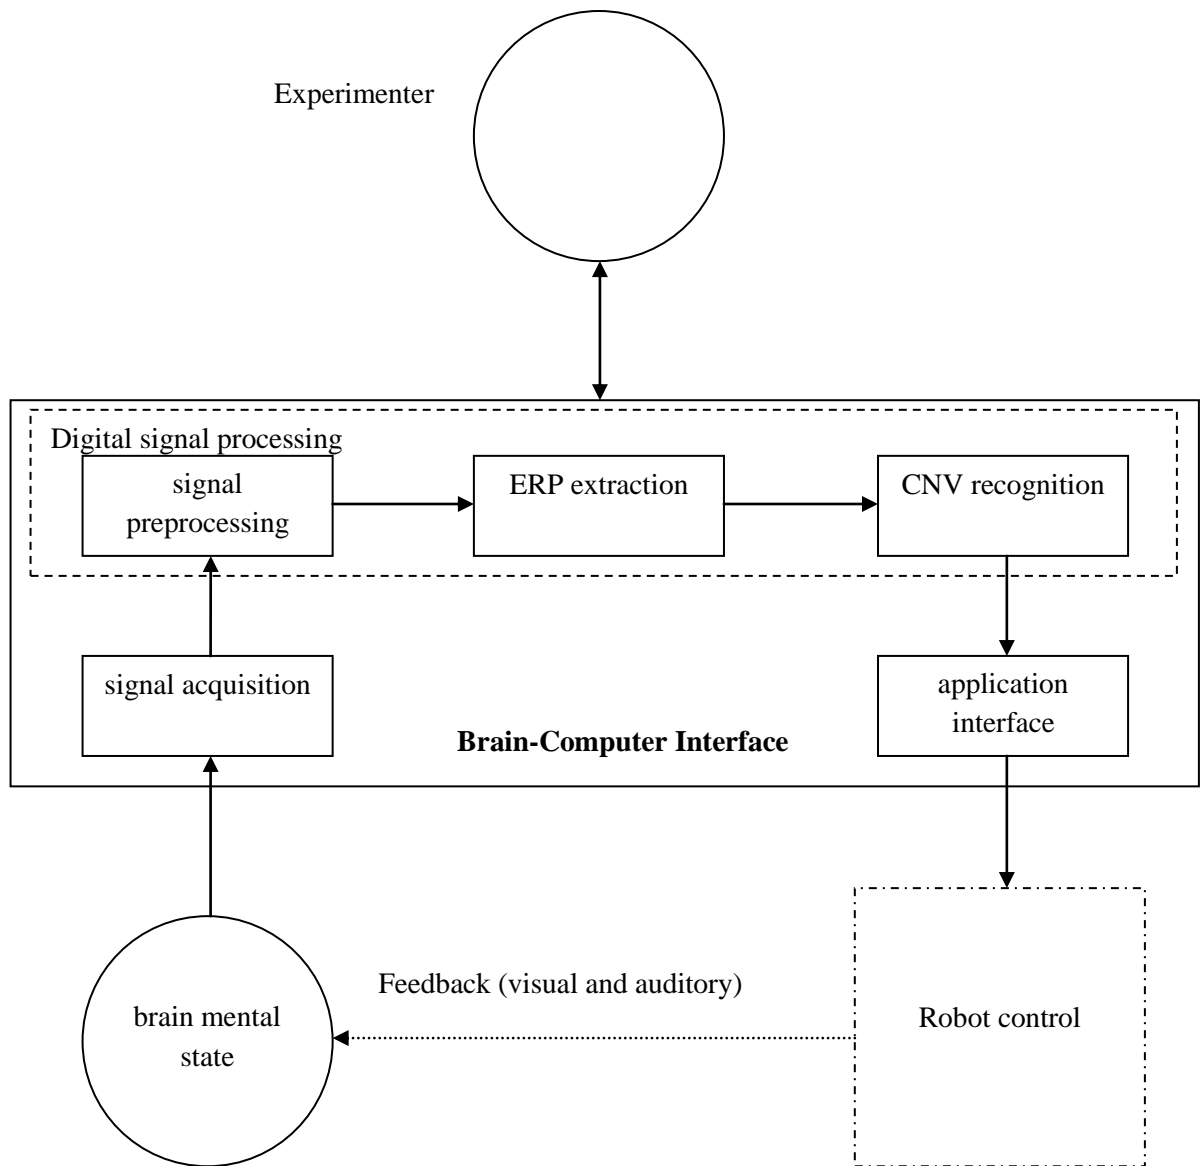 Experimenter
Digital signal processing
signal
preprocessing
ERP extraction
CNV recognition
signal acquisition
application
interface
Brain-Computer Interface
Feedback (visual and auditory)
brain mental
state
Robot control